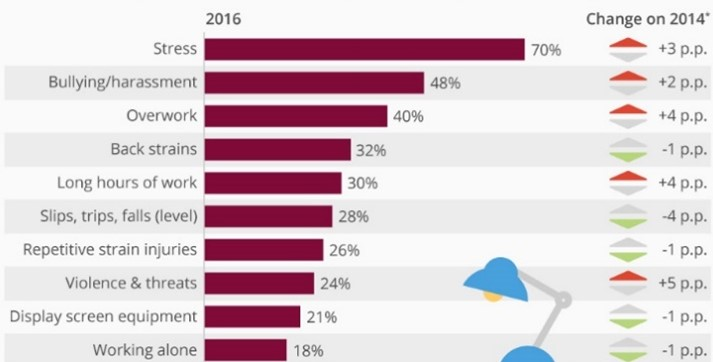 2016 Change on 2014*
Stress 70% +3 p.p.
Bullying/harassment 48% +2 p.p.
Overwork 40% +4 p.p.
Back strains 32% -1 p.p.
Long hours of work 30% +4 p.p.
Slips, trips, falls (level) 28% -4 p.p.
Repetitive strain injuries 26% -1 p.p.
Violence & threats 24% +5 p.p.
Display screen equipment 21% -1 p.p.
Working alone 18% -1 p.p.